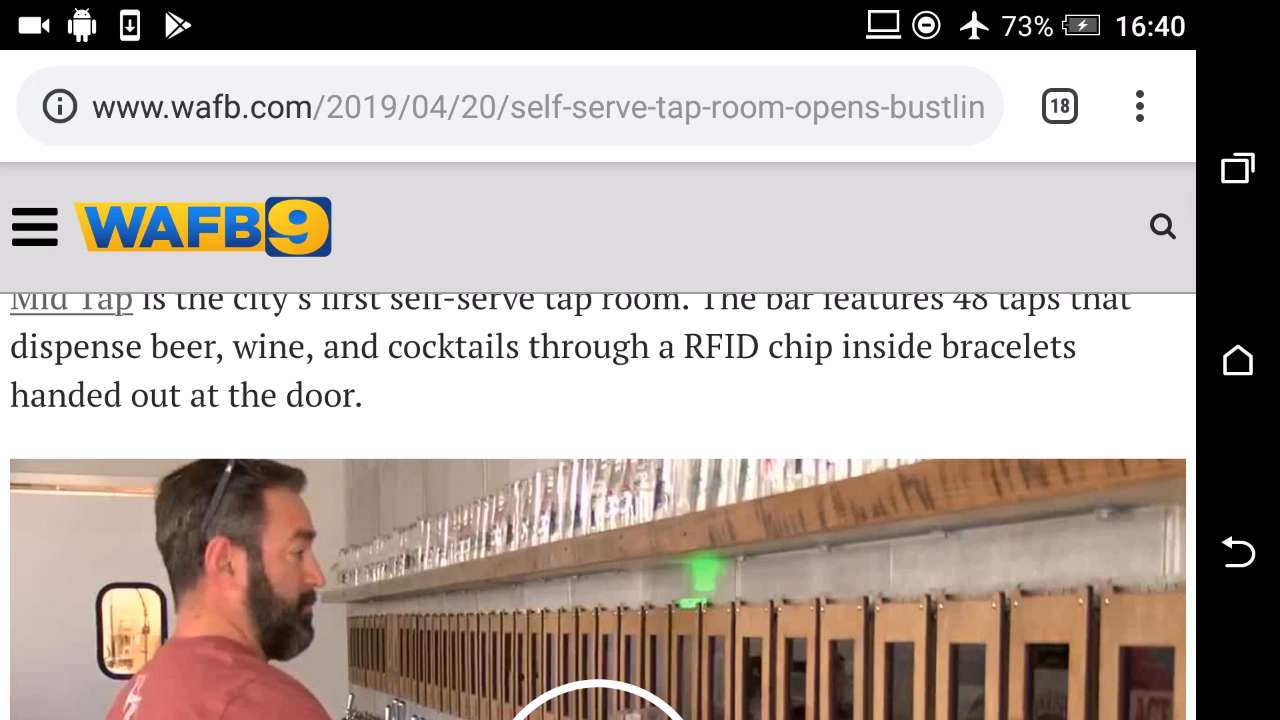 73% 16:40
www.wafb.com/2019/04/20/self-serve-tap-room-opens-bustlin
18
WAFB9
Mid Tap is the city's first self-serve tap room. The bar features 48 taps that
dispense beer, wine, and cocktails through a RFID chip inside bracelets
handed out at the door.